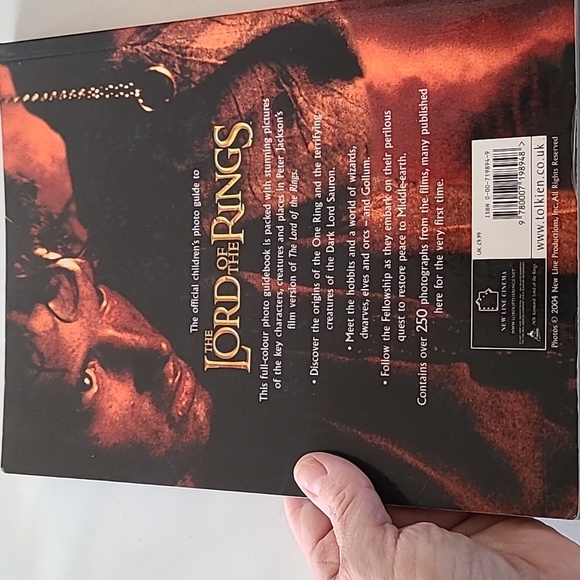 The official children's photo guide to
THE
LORD OF
THE RINGS
This full-colour photo guidebook is packed with stunning pictures
of the key characters, creatures and places in Peter Jackson's
film version of The Lord of the Rings.
• Discover the origins of the One Ring and the terrifying
creatures of the Dark Lord Sauron.
• Meet the hobbits and a world of wizards,
dwarves, elves and orcs – and Gollum.
• Follow the Fellowship as they embark on their perilous
quest to restore peace to Middle-earth.
Contains over 250 photographs from the films, many published
here for the very first time.
NEW LINE CINEMA
UK £9.99
ISBN 0-00-719894-9
9 780007 198948 >
www.tolkien.co.uk
Photos © 2004 New Line Productions, Inc. All Rights Reserved